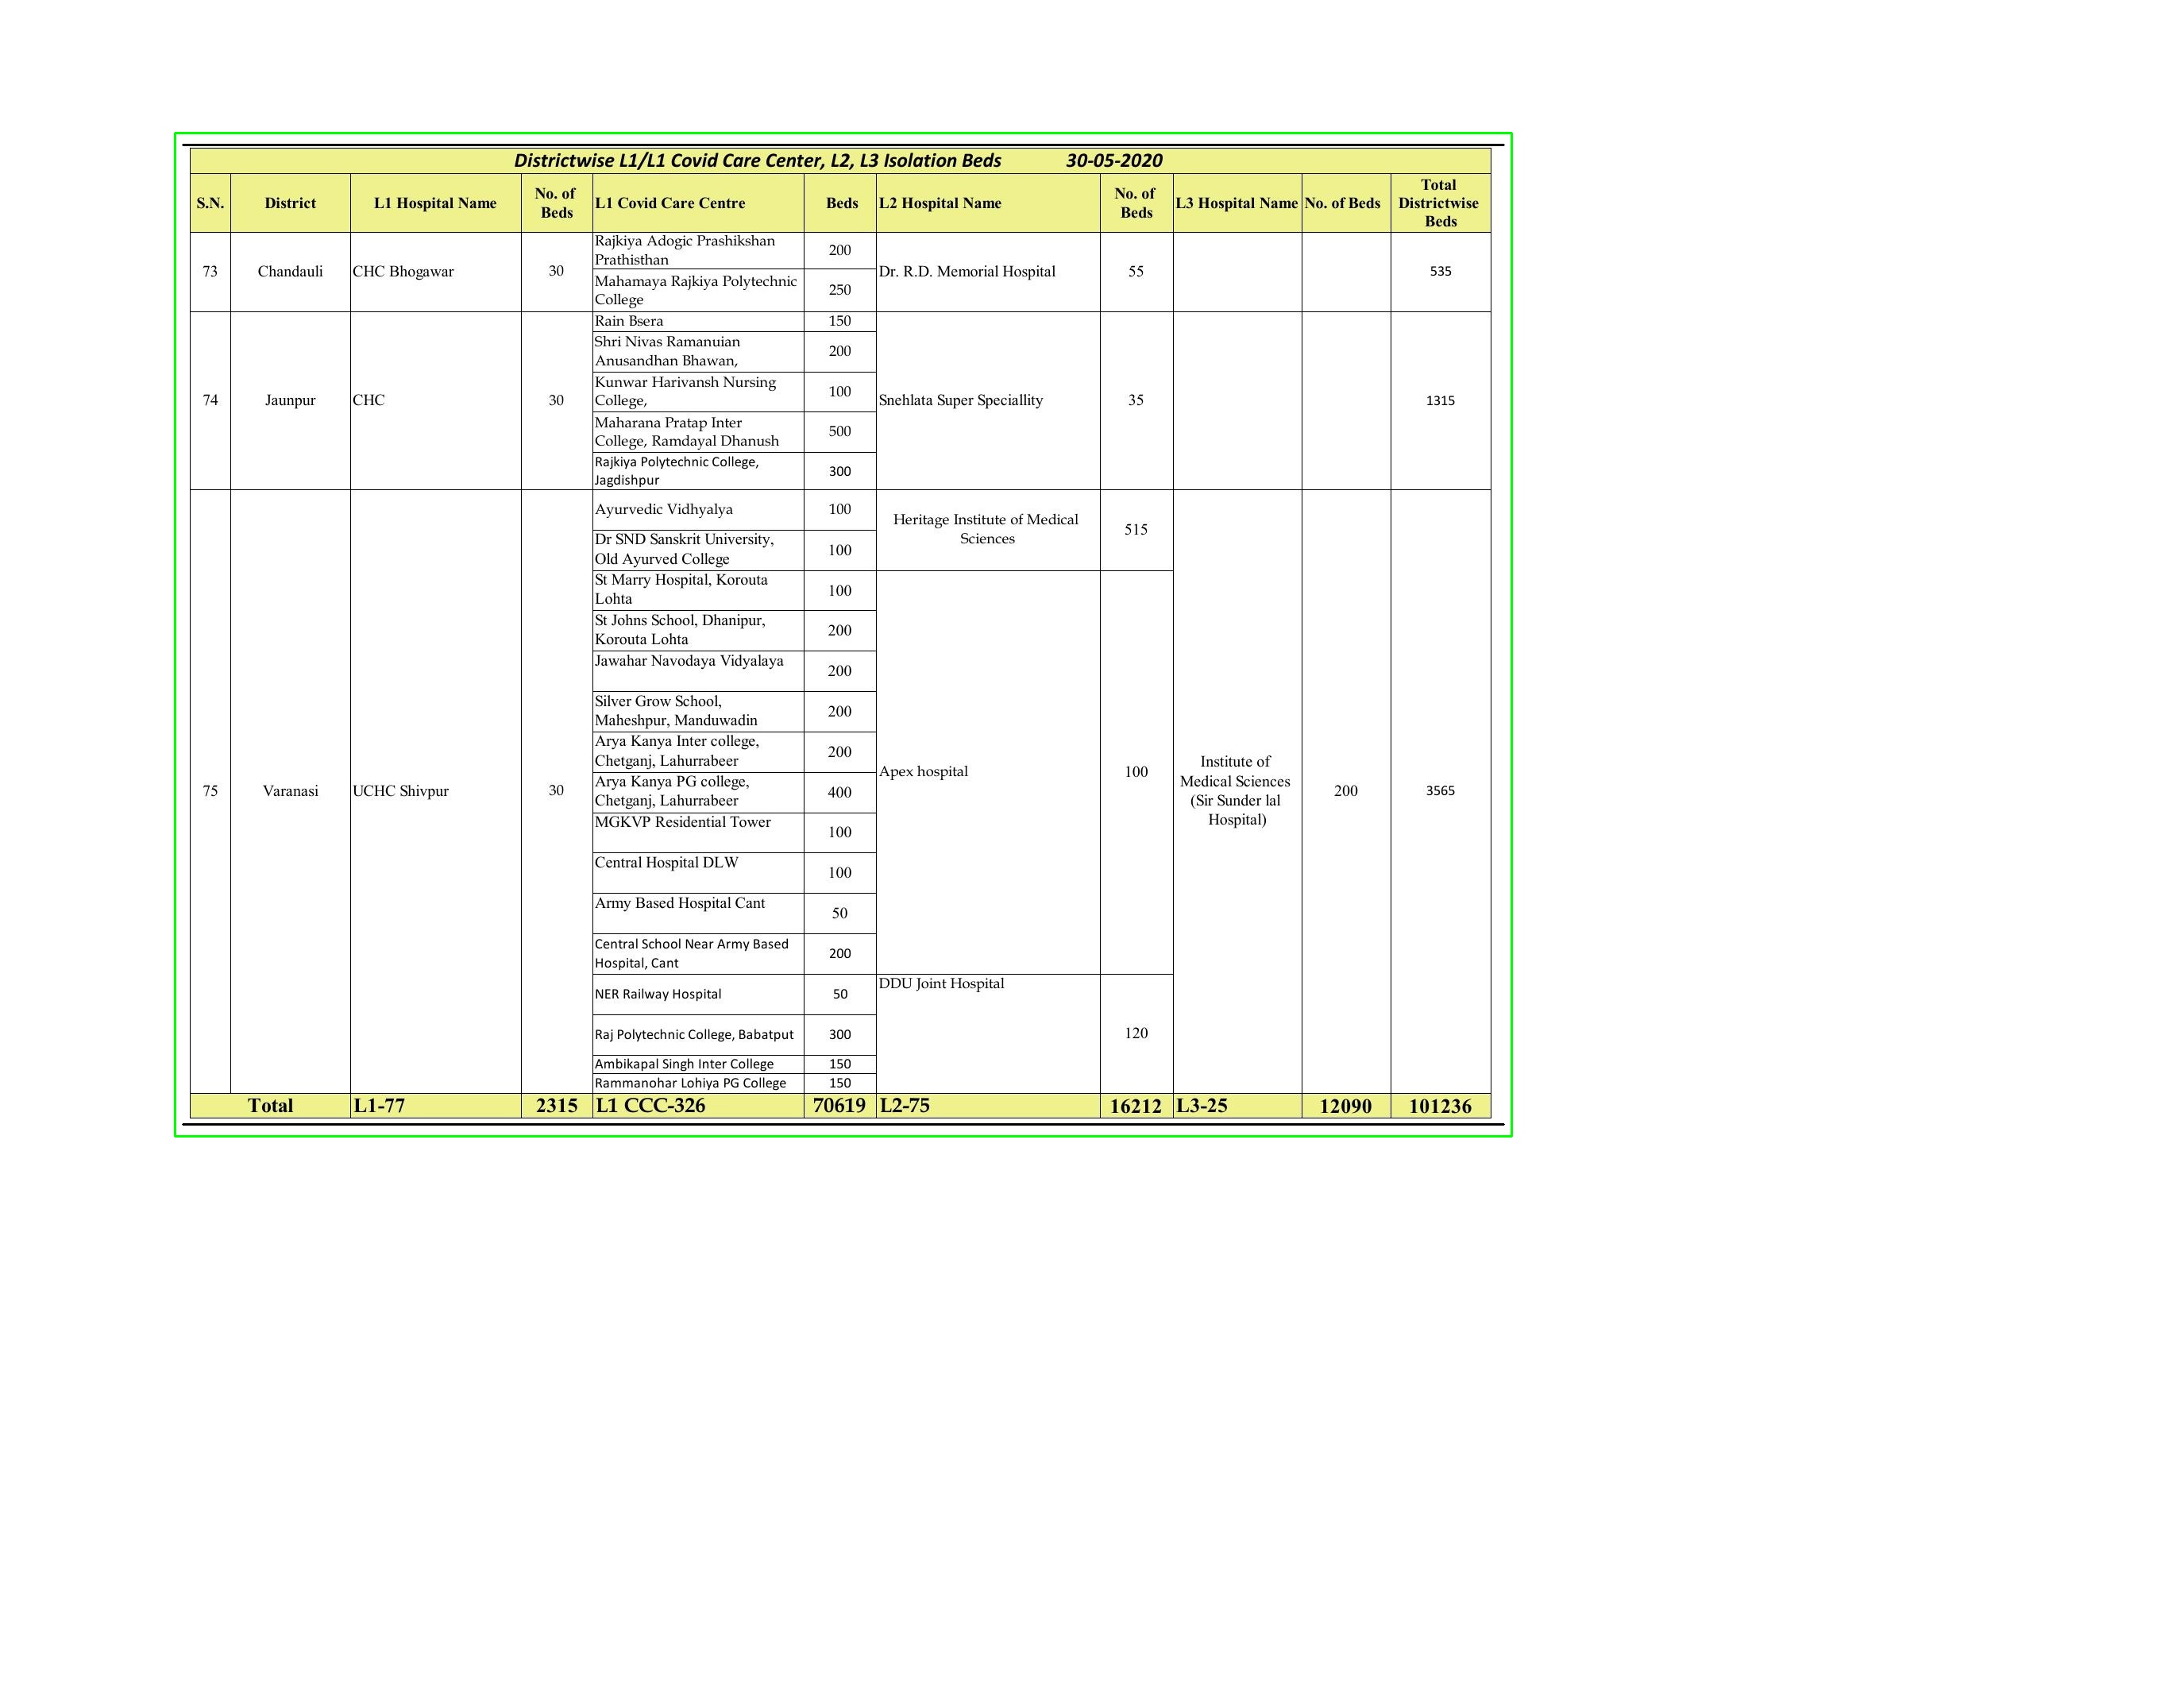 Districtwise L1/L1 Covid Care Center, L2, L3 Isolation Beds 30-05-2020
S.N. District L1 Hospital Name No. of Beds L1 Covid Care Centre Beds L2 Hospital Name No. of Beds L3 Hospital Name No. of Beds Total Districtwise Beds
73 Chandauli CHC Bhogawar 30
Rajkiya Adogic Prashikshan
Prathisthan
200
Mahamaya Rajkiya Polytechnic
College
250
Dr. R.D. Memorial Hospital 55 535
74 Jaunpur CHC 30
Rain Bsera 150
Shri Nivas Ramanuian
Anusandhan Bhawan,
200
Kunwar Harivansh Nursing
College,
100
Maharana Pratap Inter
College, Ramdayal Dhanush
500
Rajkiya Polytechnic College,
Jagdishpur
300
Snehlata Super Speciallity 35 1315
75 Varanasi UCHC Shivpur 30
Ayurvedic Vidhyalya 100
Dr SND Sanskrit University,
Old Ayurved College
100
St Marry Hospital, Korouta
Lohta
100
St Johns School, Dhanipur,
Korouta Lohta
200
Jawahar Navodaya Vidyalaya 200
Silver Grow School,
Maheshpur, Manduwadin
200
Arya Kanya Inter college,
Chetganj, Lahurrabeer
200
Arya Kanya PG college,
Chetganj, Lahurrabeer
400
MGKVP Residential Tower 100
Central Hospital DLW 100
Army Based Hospital Cant 50
Central School Near Army Based
Hospital, Cant
200
NER Railway Hospital 50
Raj Polytechnic College, Babatput 300
Ambikapal Singh Inter College 150
Rammanohar Lohiya PG College 150
Heritage Institute of Medical
Sciences
515
Apex hospital 100
DDU Joint Hospital 120
Institute of
Medical Sciences
(Sir Sunder lal
Hospital)
200 3565
Total L1-77 2315 L1 CCC-326 70619 L2-75 16212 L3-25 12090 101236